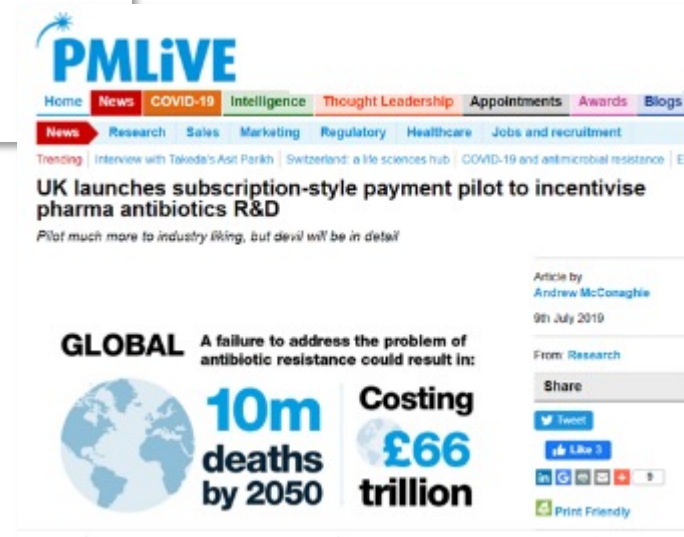 PMLiVE
Home News COVID-19 Intelligence Thought Leadership Appointments Awards Blogs
News Research Sales Marketing Regulatory Healthcare Jobs and recruitment
Trending Interview with Takeda's Asit Parikh Switzerland: a life sciences hub COVID-19 and antimicrobial resistance E
UK launches subscription-style payment pilot to incentivise
pharma antibiotics R&D
Pilot much more to industry liking, but devil will be in detail
Article by
Andrew McConaghie
9th July 2019
From: Research
Share
Tweet
Like 3
9
Print Friendly
GLOBAL
A failure to address the problem of
antibiotic resistance could result in:
10m
deaths
by 2050
Costing
£66
trillion